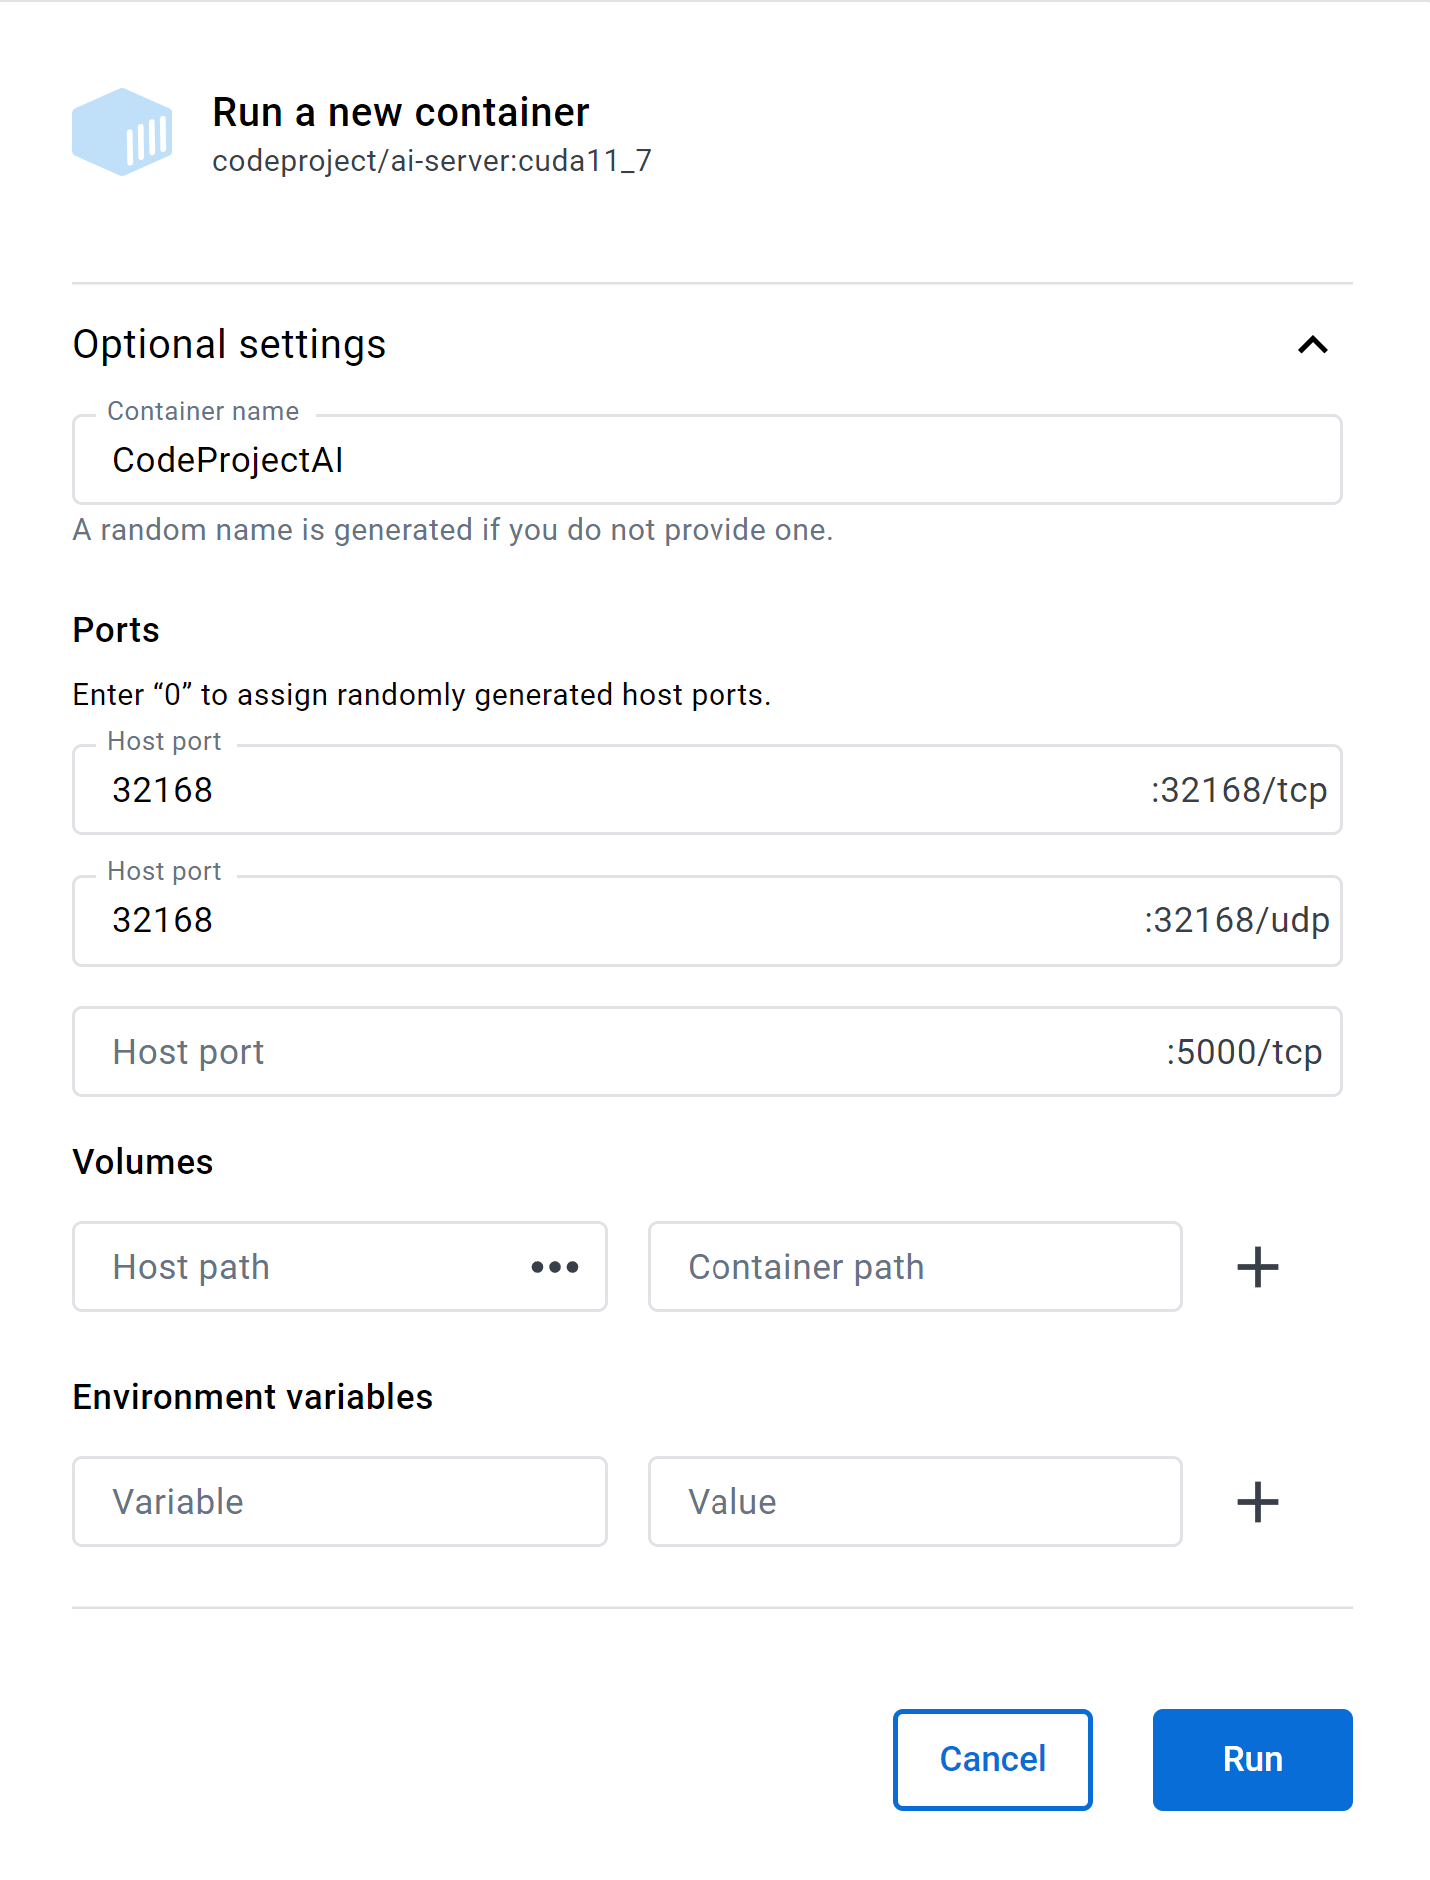 Run a new container
codeproject/ai-server:cuda11_7
Optional settings
Container name
CodeProjectAI
A random name is generated if you do not provide one.
Ports
Enter “0” to assign randomly generated host ports.
Host port
32168 :32168/tcp
Host port
32168 :32168/udp
Host port :5000/tcp
Volumes
Host path Container path
Environment variables
Variable Value
Cancel Run